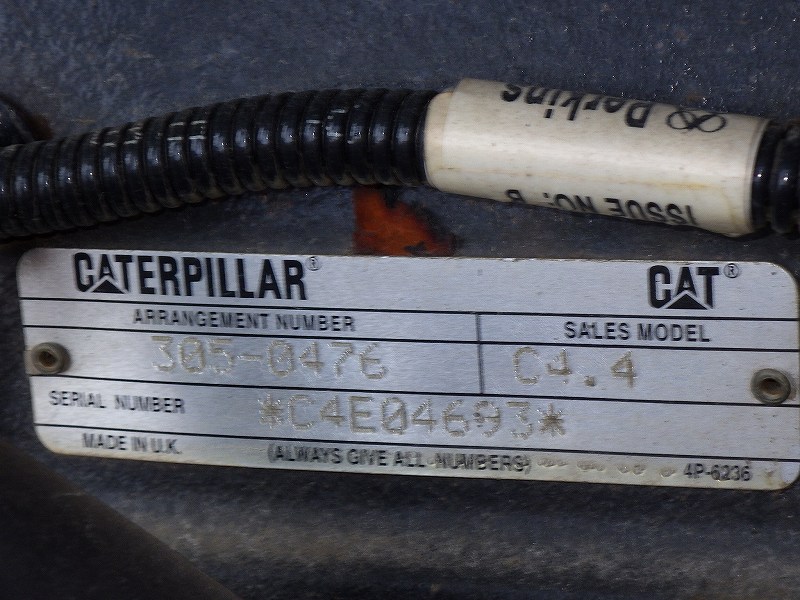 Perkins
ISSUE NO: B
CATERPILLAR® CAT®
ARRANGEMENT NUMBER SALES MODEL
305-0476 C4.4
SERIAL NUMBER *C4E04693*
MADE IN U.K. (ALWAYS GIVE ALL NUMBERS) 4P-6236